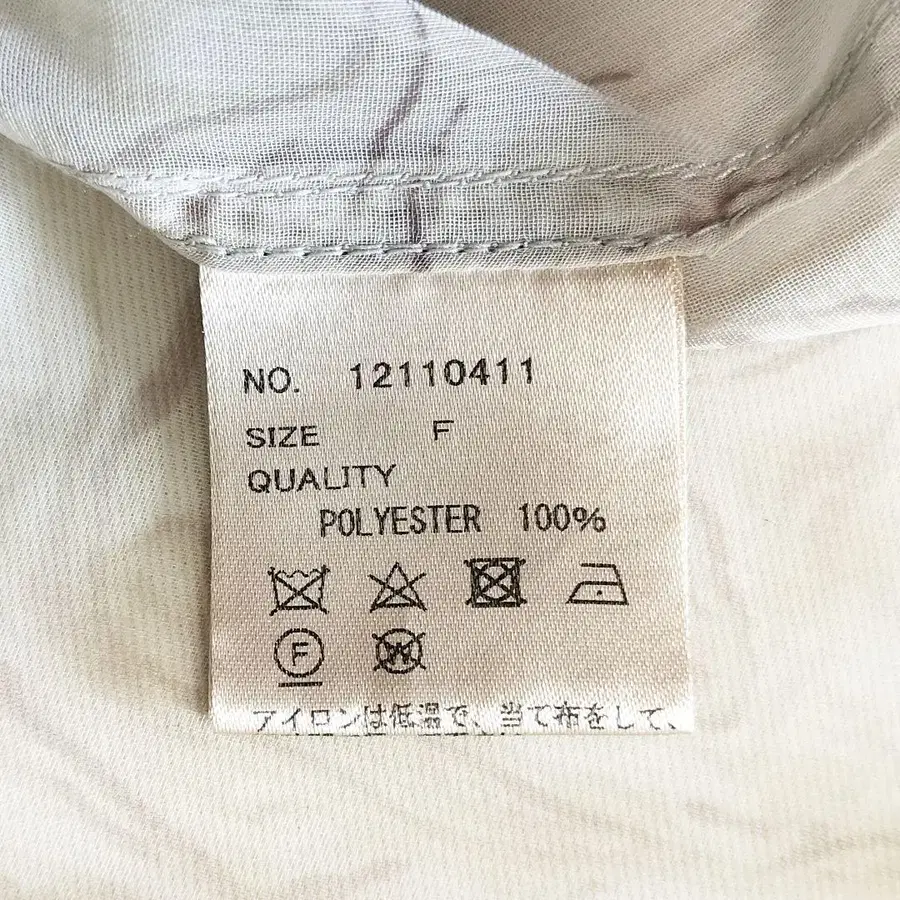 NO. 12110411
SIZE F
QUALITY
POLYESTER 100%
F W
アイロンは低温で、当て布をして、